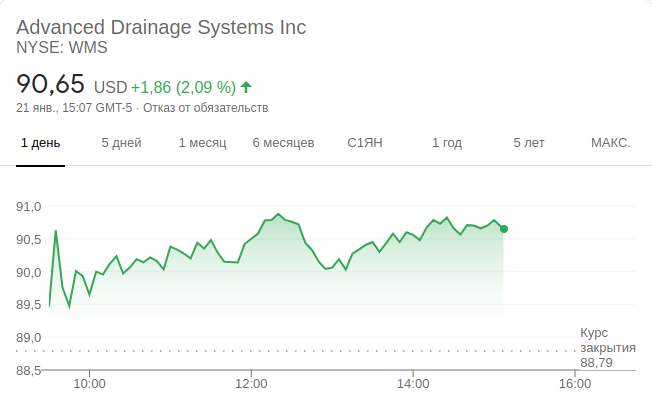 Advanced Drainage Systems Inc
NYSE: WMS
90,65 USD +1,86 (2,09 %)
21 янв., 15:07 GMT-5 · Отказ от обязательств
1 день 5 дней 1 месяц 6 месяцев С1ЯН 1 год 5 лет МАКС.
91,0
90,5
90,0
89,5
89,0
88,5
Курс
закрытия
88,79
10:00 12:00 14:00 16:00